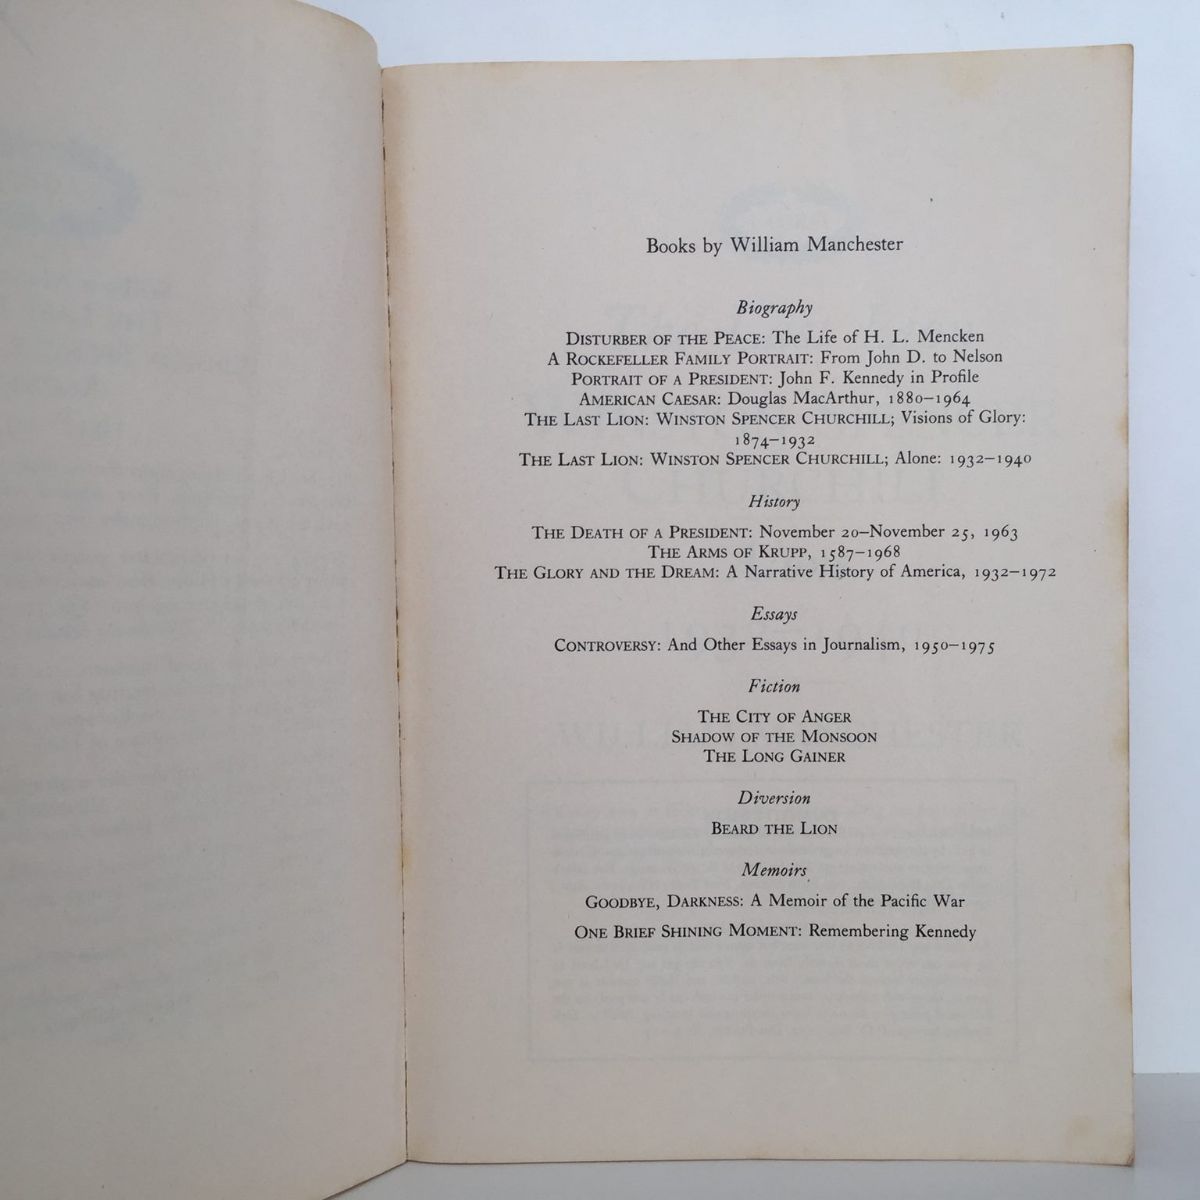 Books by William Manchester
Biography
DISTURBER OF THE PEACE: The Life of H. L. Mencken
A ROCKEFELLER FAMILY PORTRAIT: From John D. to Nelson
PORTRAIT OF A PRESIDENT: John F. Kennedy in Profile
AMERICAN CAESAR: Douglas MacArthur, 1880–1964
THE LAST LION: WINSTON SPENCER CHURCHILL; Visions of Glory:
1874–1932
THE LAST LION: WINSTON SPENCER CHURCHILL; Alone: 1932–1940
History
THE DEATH OF A PRESIDENT: November 20–November 25, 1963
THE ARMS OF KRUPP, 1587–1968
THE GLORY AND THE DREAM: A Narrative History of America, 1932–1972
Essays
CONTROVERSY: And Other Essays in Journalism, 1950–1975
Fiction
THE CITY OF ANGER
SHADOW OF THE MONSOON
THE LONG GAINER
Diversion
BEARD THE LION
Memoirs
GOODBYE, DARKNESS: A Memoir of the Pacific War
ONE BRIEF SHINING MOMENT: Remembering Kennedy